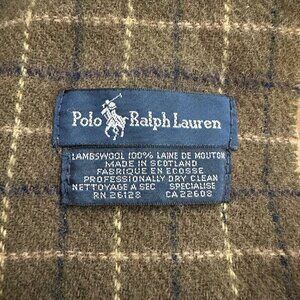 Polo Ralph Lauren
LAMBSWOOL 100% LAINE DE MOUTON
MADE IN SCOTLAND
FABRIQUE EN ECOSSE
PROFESSIONALLY DRY CLEAN
NETTOYAGE A SEC SPECIALISE
RN 26128 CA 22608